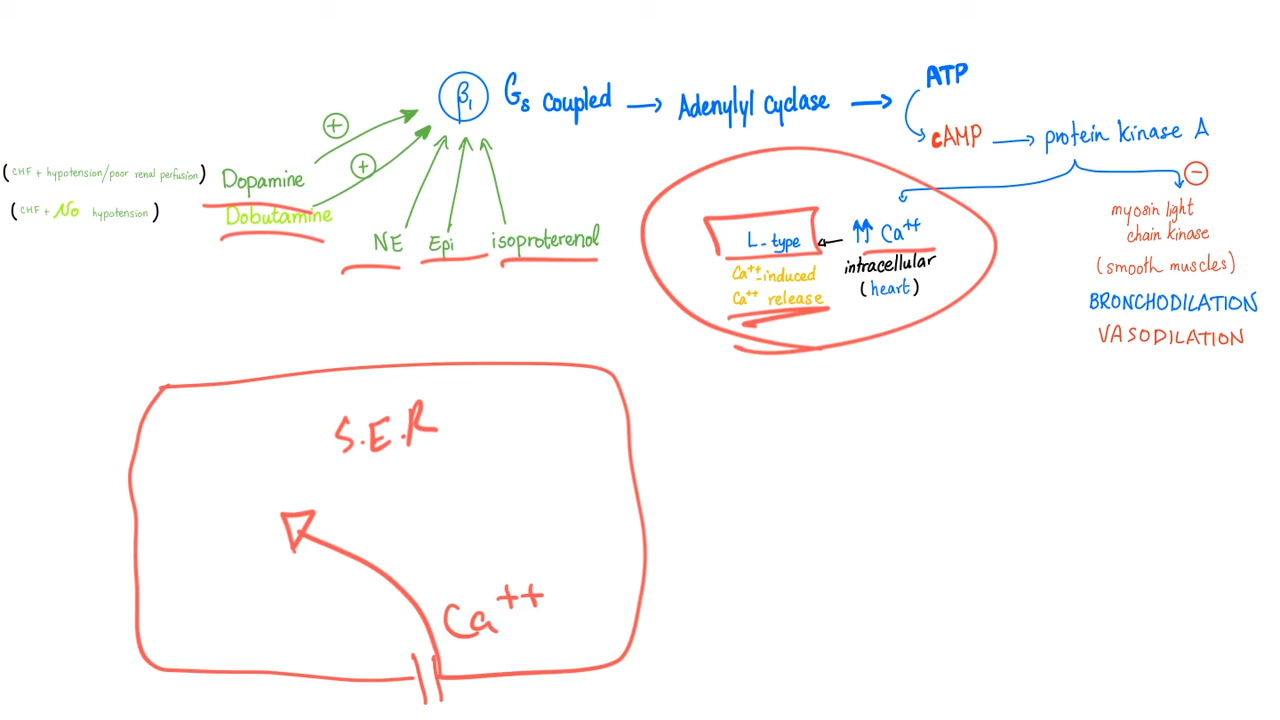 β₁ Gs coupled → Adenylyl cyclase →
ATP
cAMP → protein kinase A
(CHF + hypotension/poor renal perfusion) Dopamine +
(CHF + No hypotension) Dobutamine +
NE Epi isoproterenol
L-type ← ↑↑ Ca++
Ca++-induced
Ca++ release
intracellular
(heart)
−
myosin light
chain kinase
(smooth muscles)
BRONCHODILATION
VASODILATION
S.E.R
Ca++